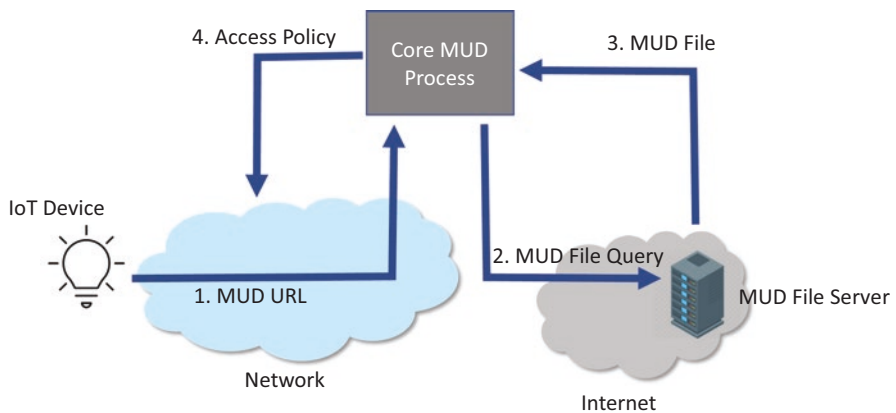 4. Access Policy
Core MUD
Process
3. MUD File
IoT Device
2. MUD File Query
1. MUD URL
MUD File Server
Network
Internet